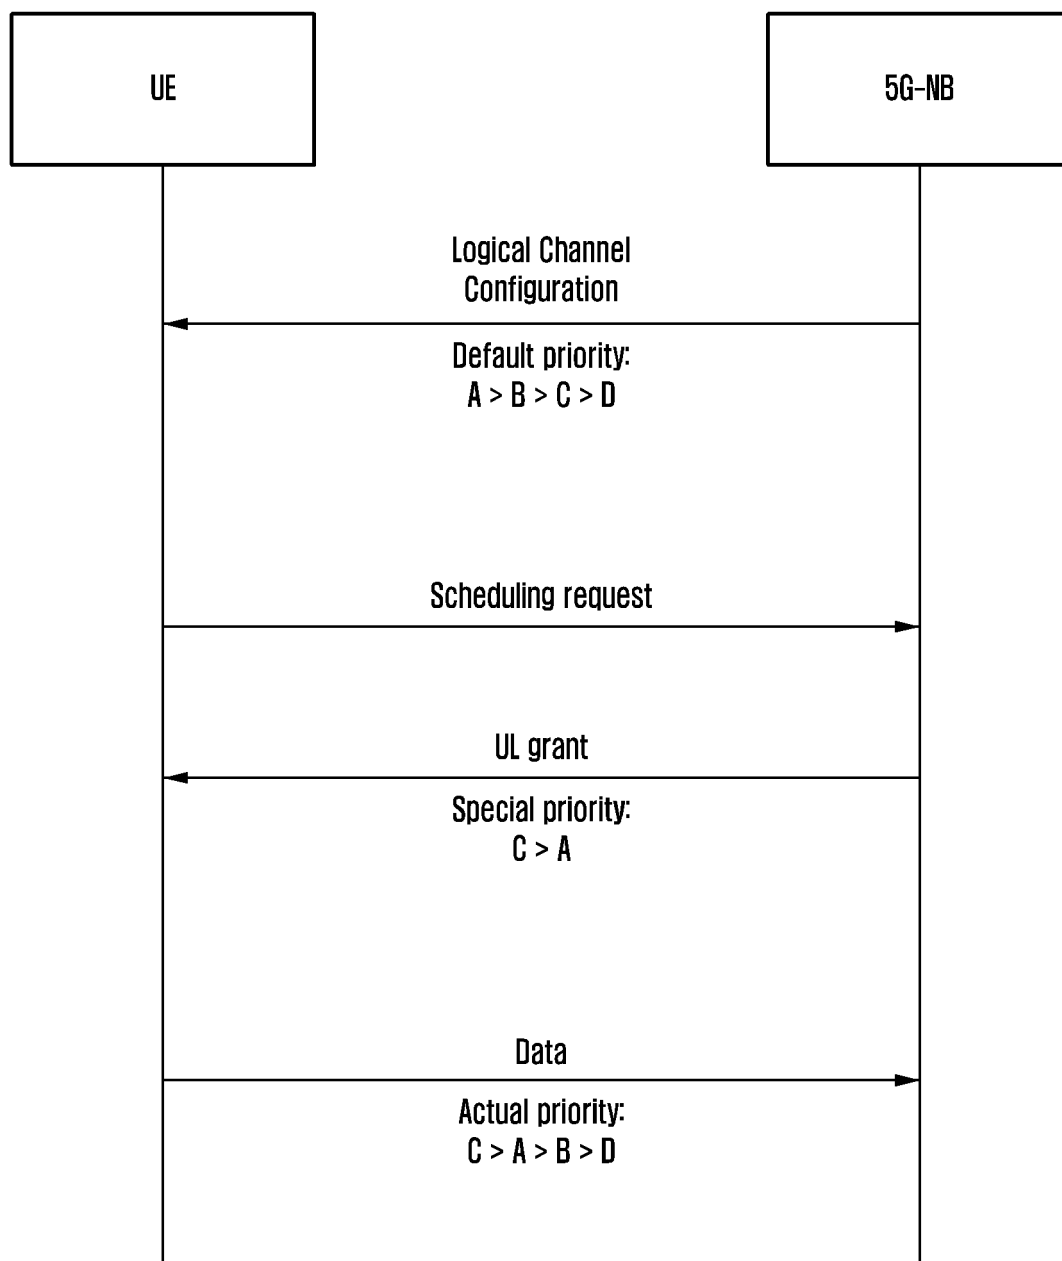 UE
5G-NB
Logical Channel
Configuration
Default priority:
A > B > C > D
Scheduling request
UL grant
Special priority:
C > A
Data
Actual priority:
C > A > B > D